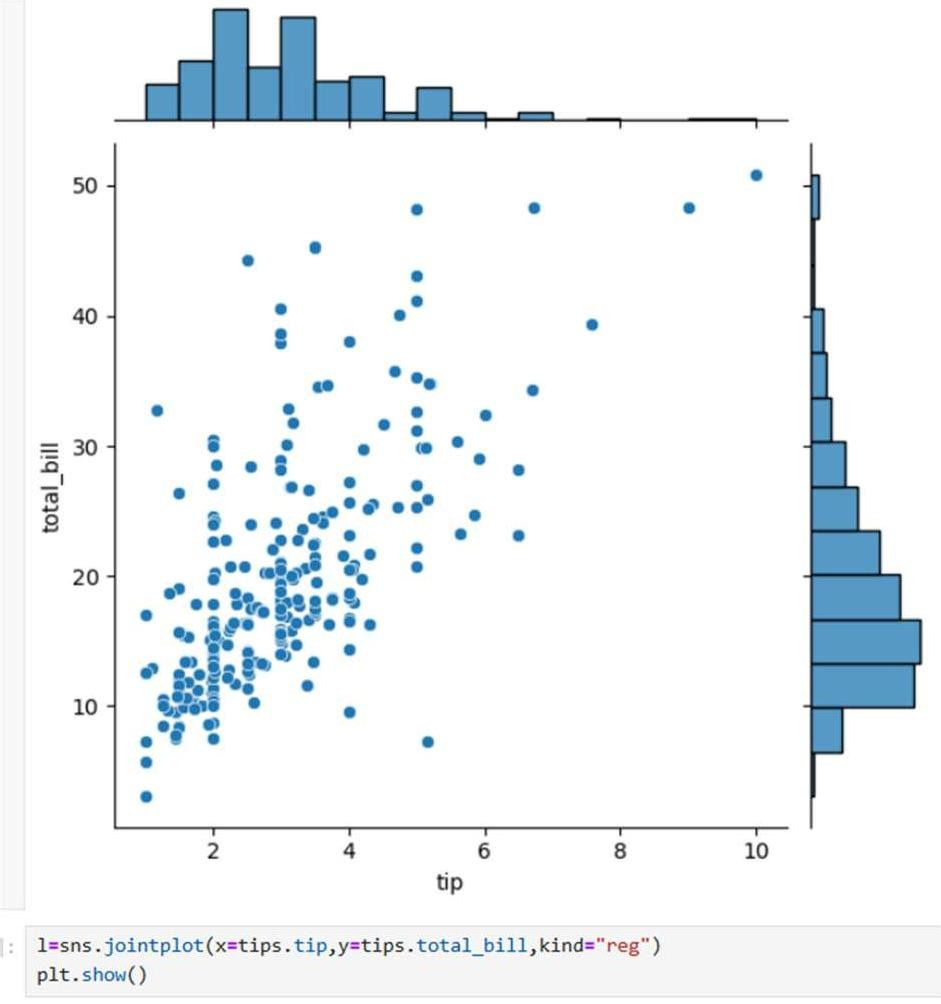 50
40
30
20
10
total_bill
2 4 6 8 10
tip
]:
l=sns.jointplot(x=tips.tip,y=tips.total_bill,kind="reg")
plt.show()